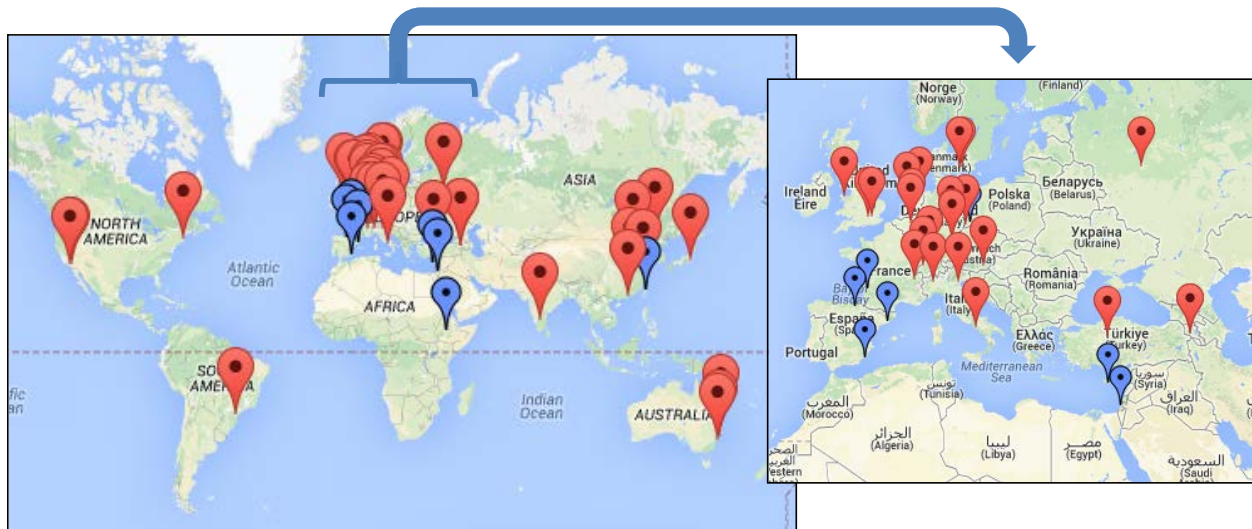 NORTH
AMERICA
Atlantic
Ocean
ASIA
AFRICA
Indian
Ocean
AUSTRALIA
Norge
(Norway)
(Finland)
Ireland
Éire
Polska
(Poland)
Беларусь
(Belarus)
Україна
(Ukraine)
France
România
(Romania)
Italia
(Italy)
España
Portugal
Ελλάς
(Greece)
Türkiye
(Turkey)
Mediterranean
Sea
سوريا
(Syria)
العراق
(Iraq)
المغرب
(Morocco)
تونس
(Tunisia)
الجزائر
(Algeria)
ليبيا
(Libya)
مصر
(Egypt)
السعودية
(Saudi